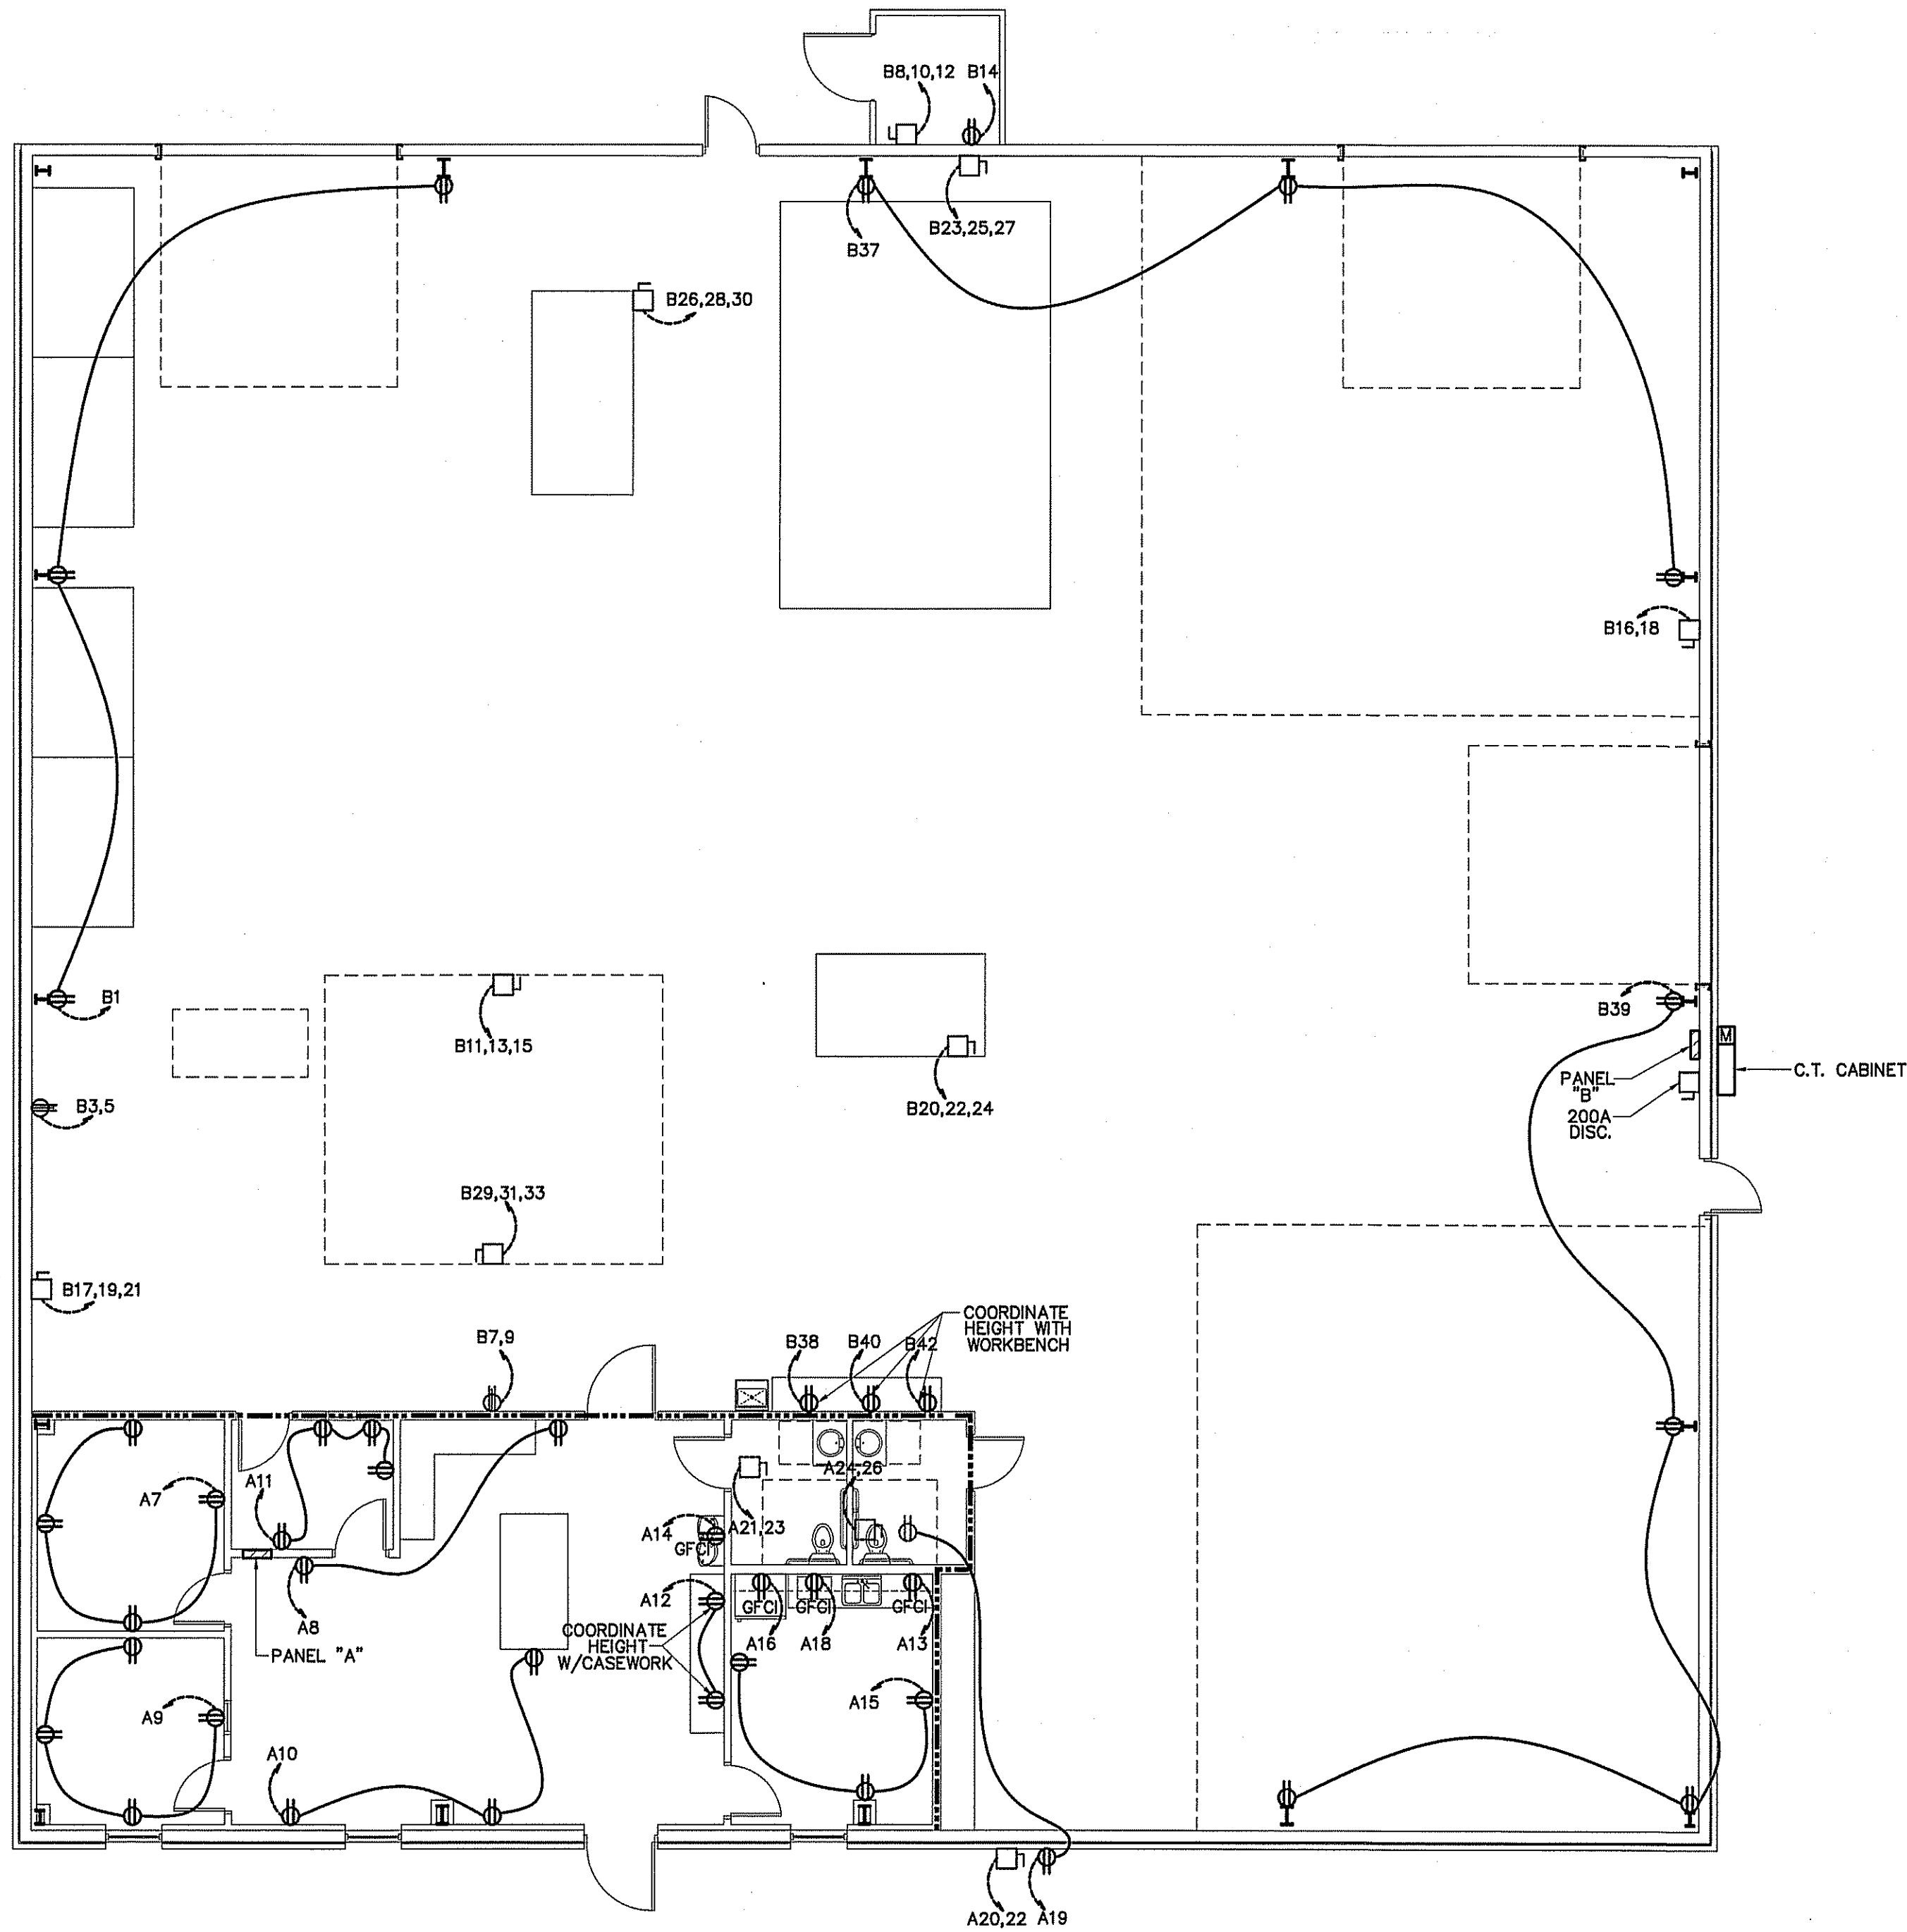 B8,10,12 B14
B37
B23,25,27
B26,28,30
B16,18
B1
B11,13,15
B39
M
C.T. CABINET
PANEL
"B"
200A
DISC.
B3,5
B20,22,24
B29,31,33
B17,19,21
COORDINATE
HEIGHT WITH
WORKBENCH
B7,9
B38
B40
B42
A24,26
A11
A7
A14
GFCI
A21,23
A12
A8
PANEL "A"
COORDINATE
HEIGHT
W/CASEWORK
GFCI
GFCI
GFCI
A16
A18
A13
A9
A15
A10
A20,22
A19